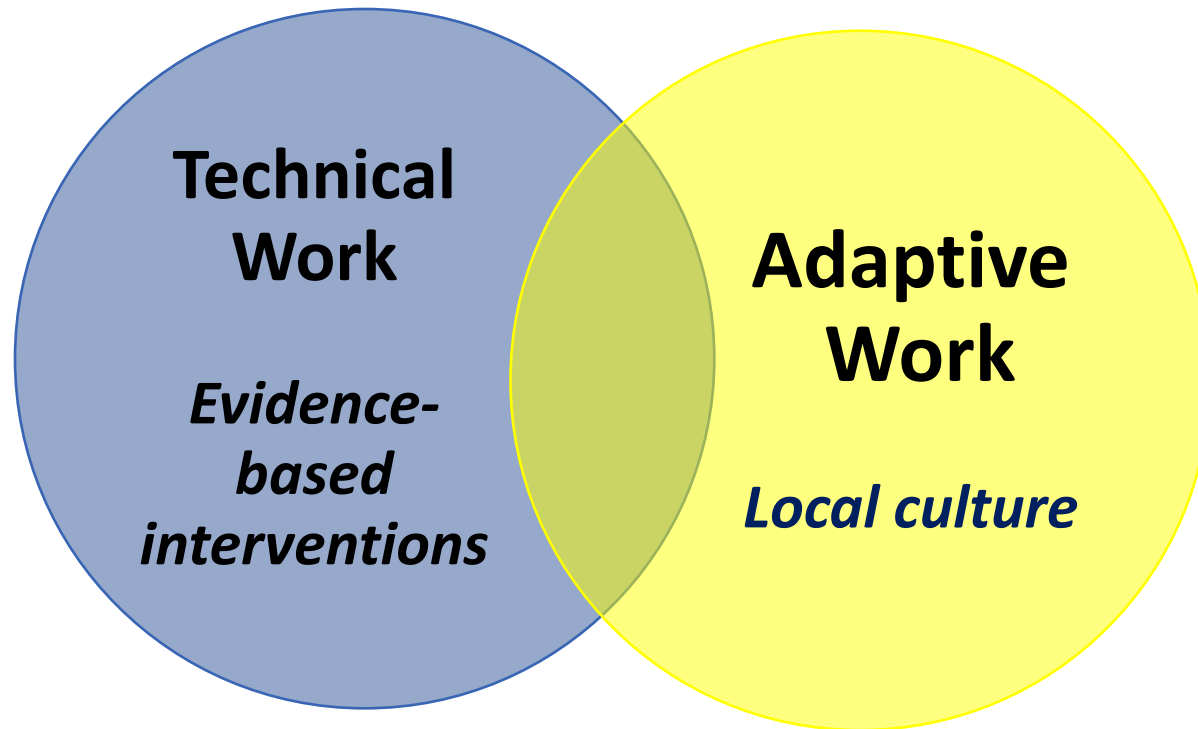 Technical
Work
Evidence-
based
interventions
Adaptive
Work
Local culture